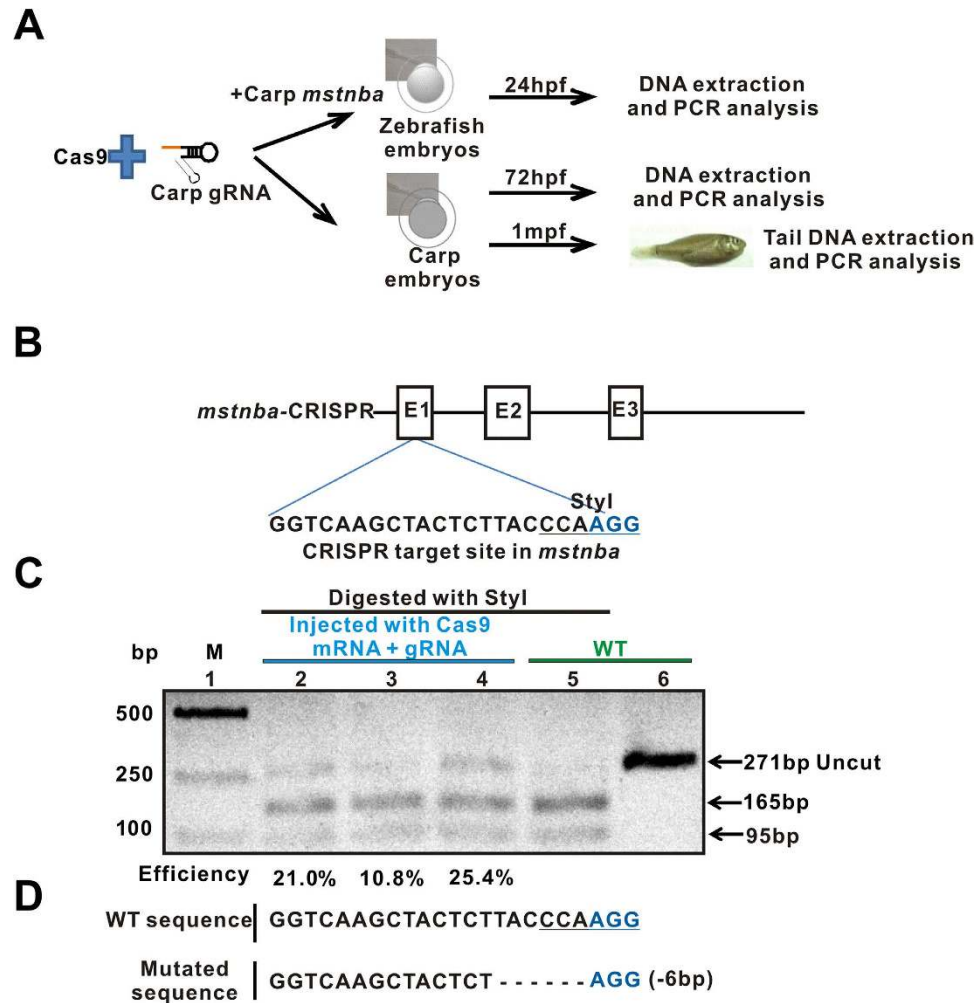 A
+Carp mstnba
24hpf
DNA extraction
and PCR analysis
Zebrafish
embryos
Cas9
Carp gRNA
72hpf
DNA extraction
and PCR analysis
1mpf
Carp
embryos
Tail DNA extraction
and PCR analysis
B
mstnba-CRISPR
E1
E2
E3
StyI
GGTCAAGCTACTCTTACCCAAGG
CRISPR target site in mstnba
C
Digested with StyI
Injected with Cas9
mRNA + gRNA
WT
bp M
1 2 3 4 5 6
500
250
100
271bp Uncut
165bp
95bp
Efficiency 21.0% 10.8% 25.4%
D
WT sequence GGTCAAGCTACTCTTACCCAAGG
Mutated
sequence
GGTCAAGCTACTCT - - - - - - AGG (-6bp)